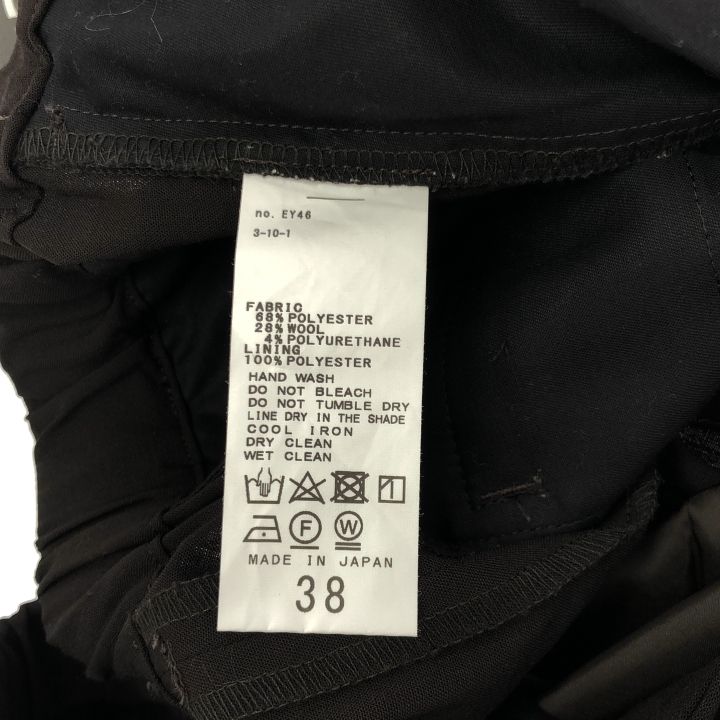 no. EY46
3-10-1
FABRIC
68% POLYESTER
28% WOOL
4% POLYURETHANE
LINING
100% POLYESTER
HAND WASH
DO NOT BLEACH
DO NOT TUMBLE DRY
LINE DRY IN THE SHADE
COOL IRON
DRY CLEAN
WET CLEAN
F W
MADE IN JAPAN
38